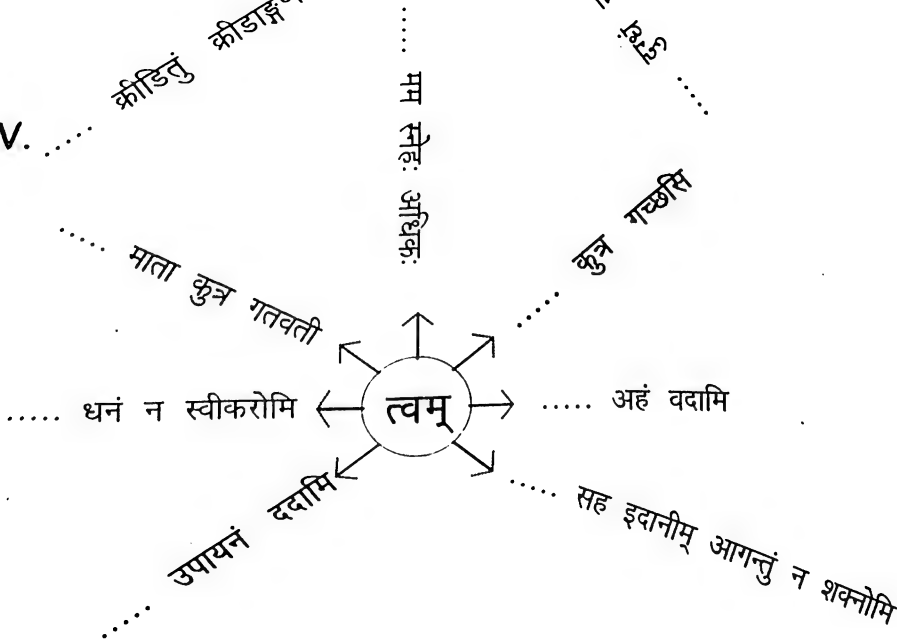 ..... क्रीडितुं
..... दुग्धं
V.
..... मम स्नेहः अधिकः
..... कुत्र गच्छसि
..... माता कुत्र गतवती
..... धनं न स्वीकरोमि
त्वम्
..... अहं वदामि
..... उपायनं ददामि
..... सह इदानीम् आगन्तुं न शक्नोमि